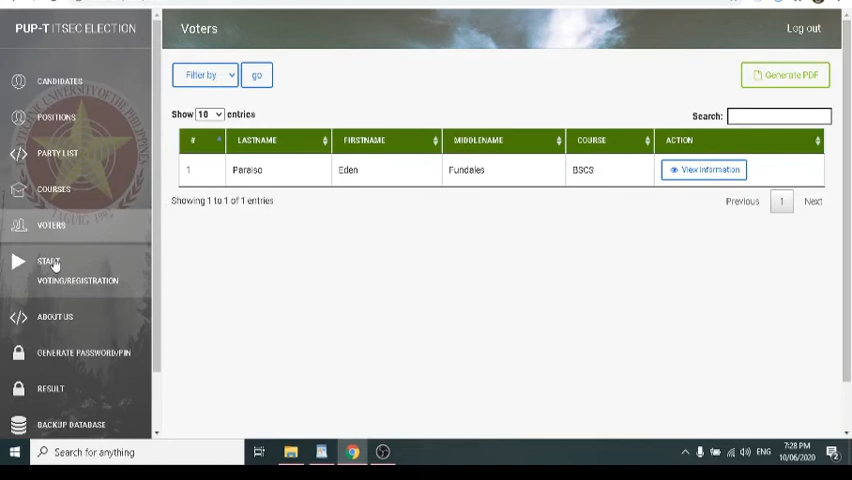 PUP-T ITSEC ELECTION
Voters
Log out
CANDIDATES
POSITIONS
PARTY LIST
COURSES
VOTERS
START
VOTING/REGISTRATION
ABOUT US
GENERATE PASSWORD/PIN
RESULT
BACKUP DATABASE
Filter by
go
Generate PDF
Show 10 entries
Search:
# LASTNAME FIRSTNAME MIDDLENAME COURSE ACTION
1 Paraiso Eden Fundales BSCS View Information
Showing 1 to 1 of 1 entries
Previous 1 Next
Search for anything
ENG
7:28 PM
10/06/2020
2